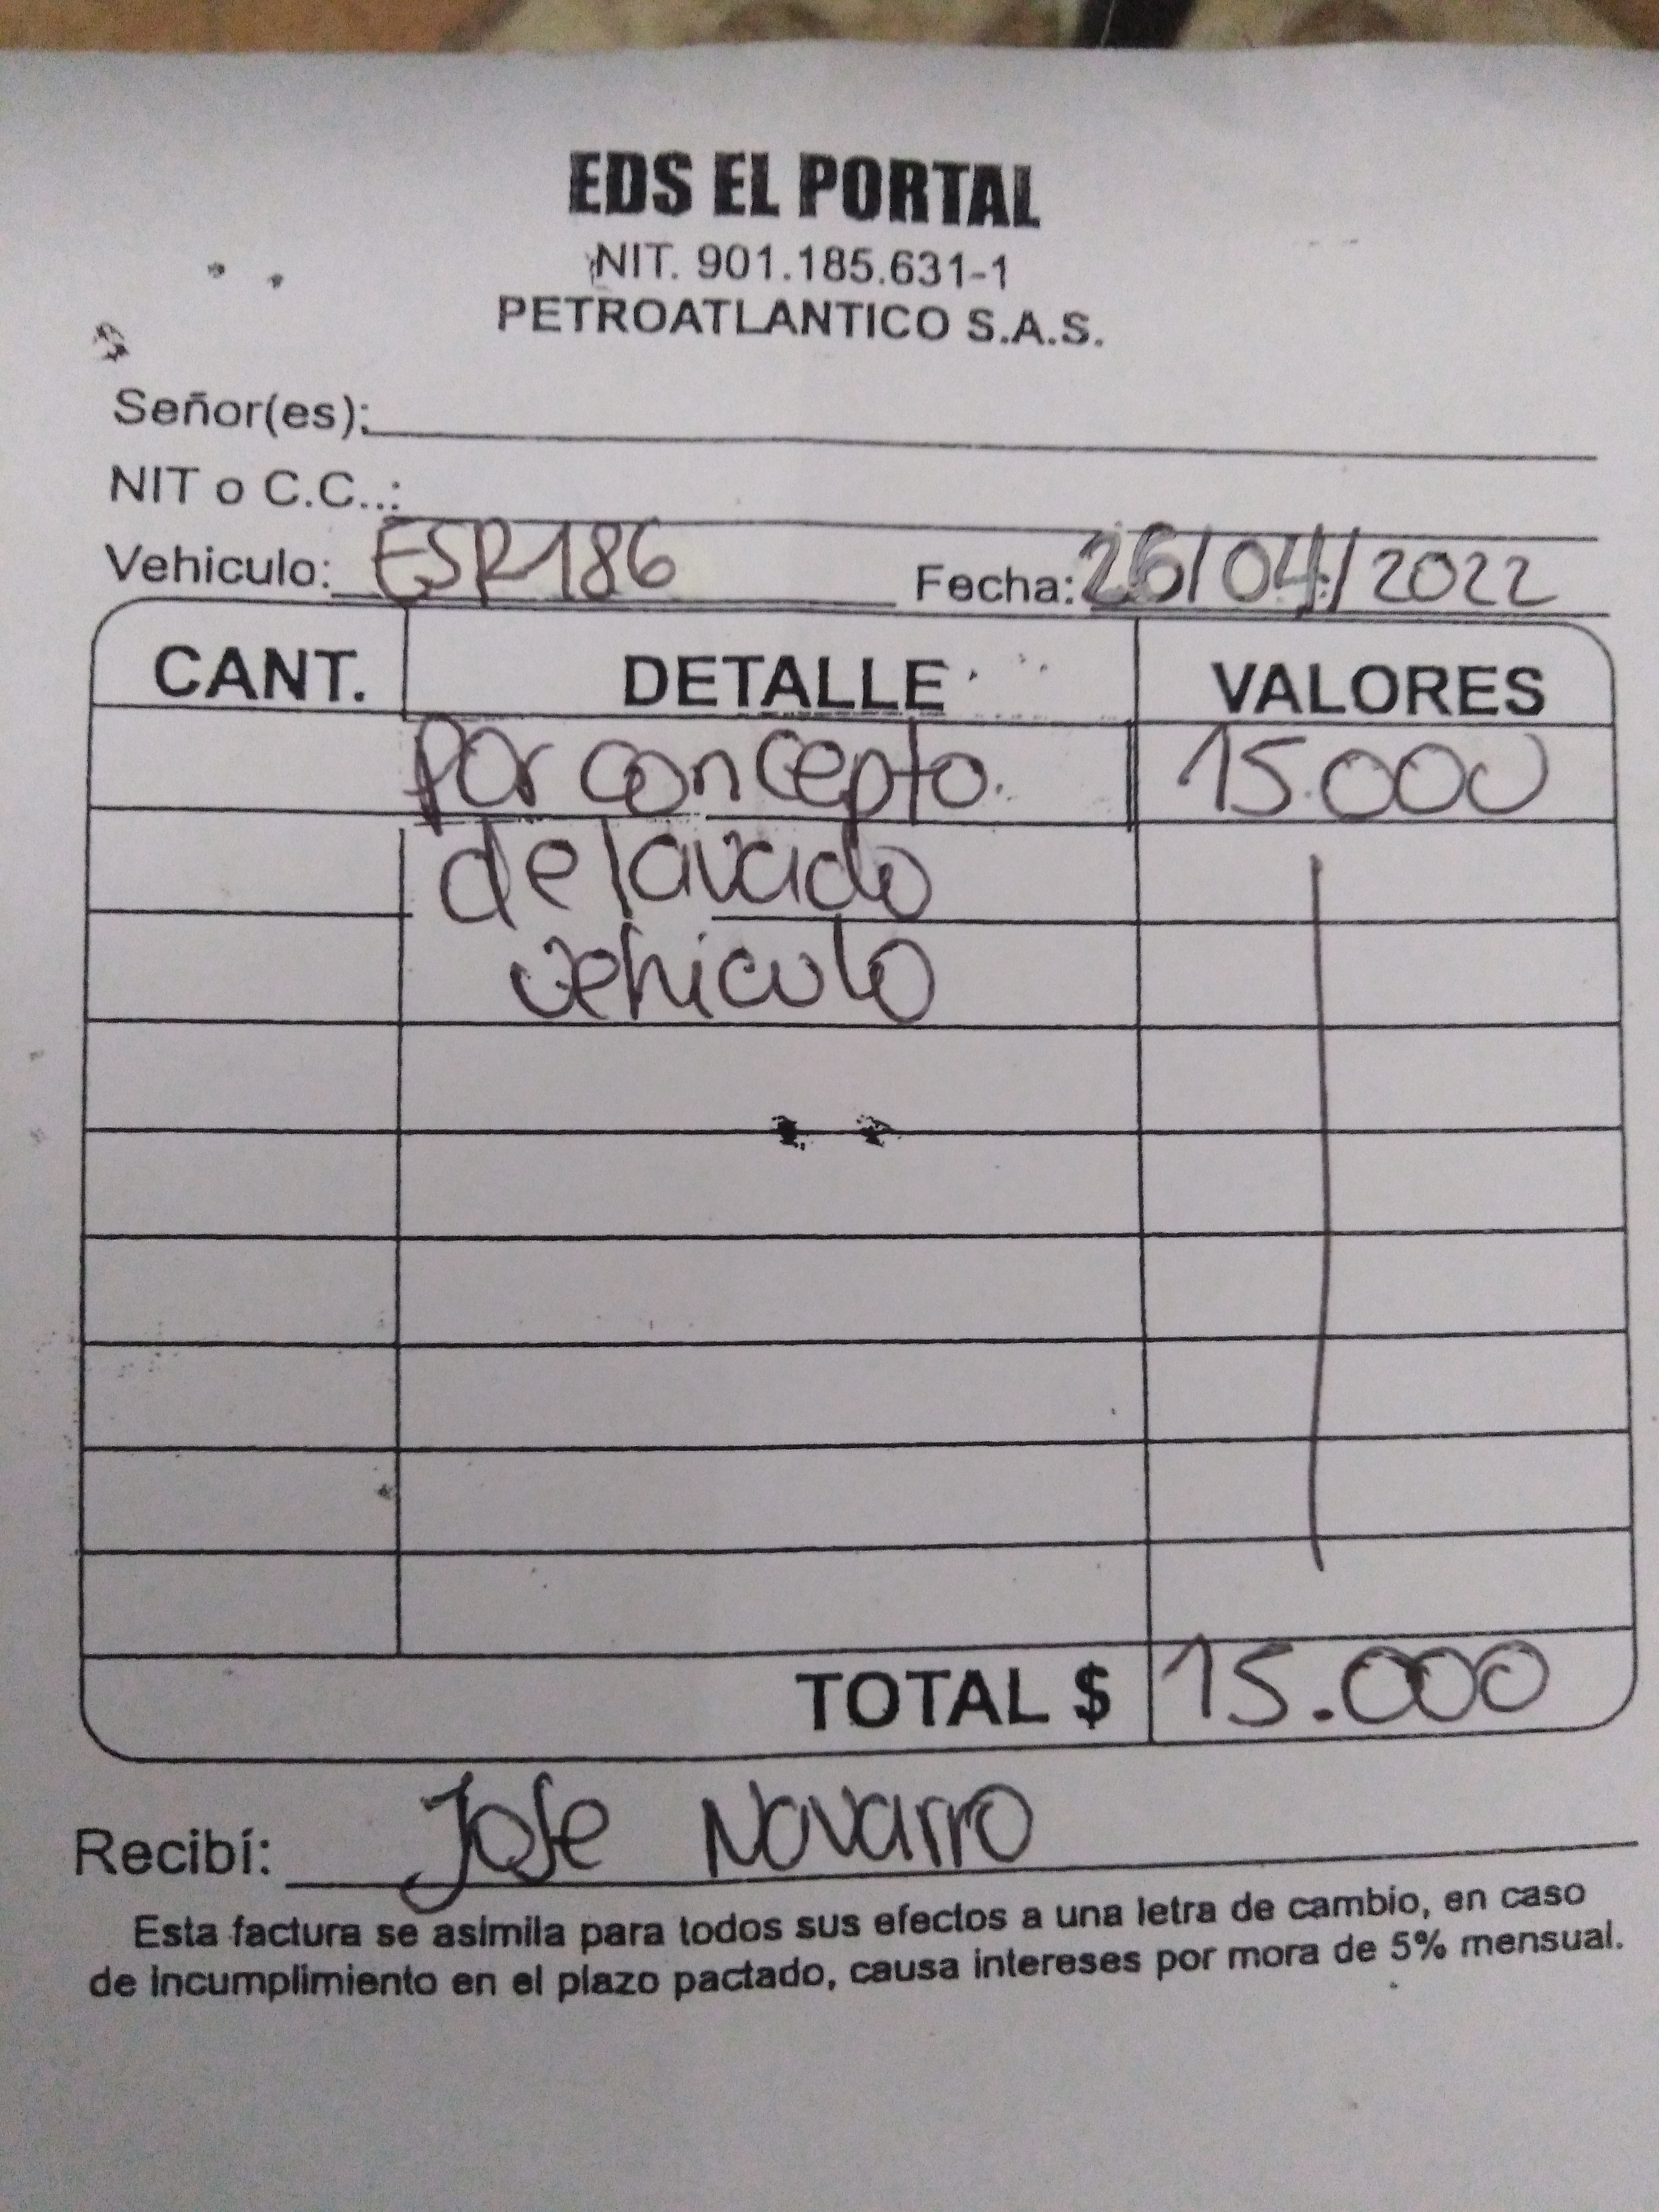 EDS EL PORTAL
NIT. 901.185.631-1
PETROATLANTICO S.A.S.
Señor(es):
NIT o C.C..:
Vehiculo: ESR186 Fecha: 26/04/2022
CANT. DETALLE VALORES
Por concepto. 15.000
de lavado
vehiculo
TOTAL $ 15.000
Recibí: Jose Navarro
Esta factura se asimila para todos sus efectos a una letra de cambio, en caso
de incumplimiento en el plazo pactado, causa intereses por mora de 5% mensual.